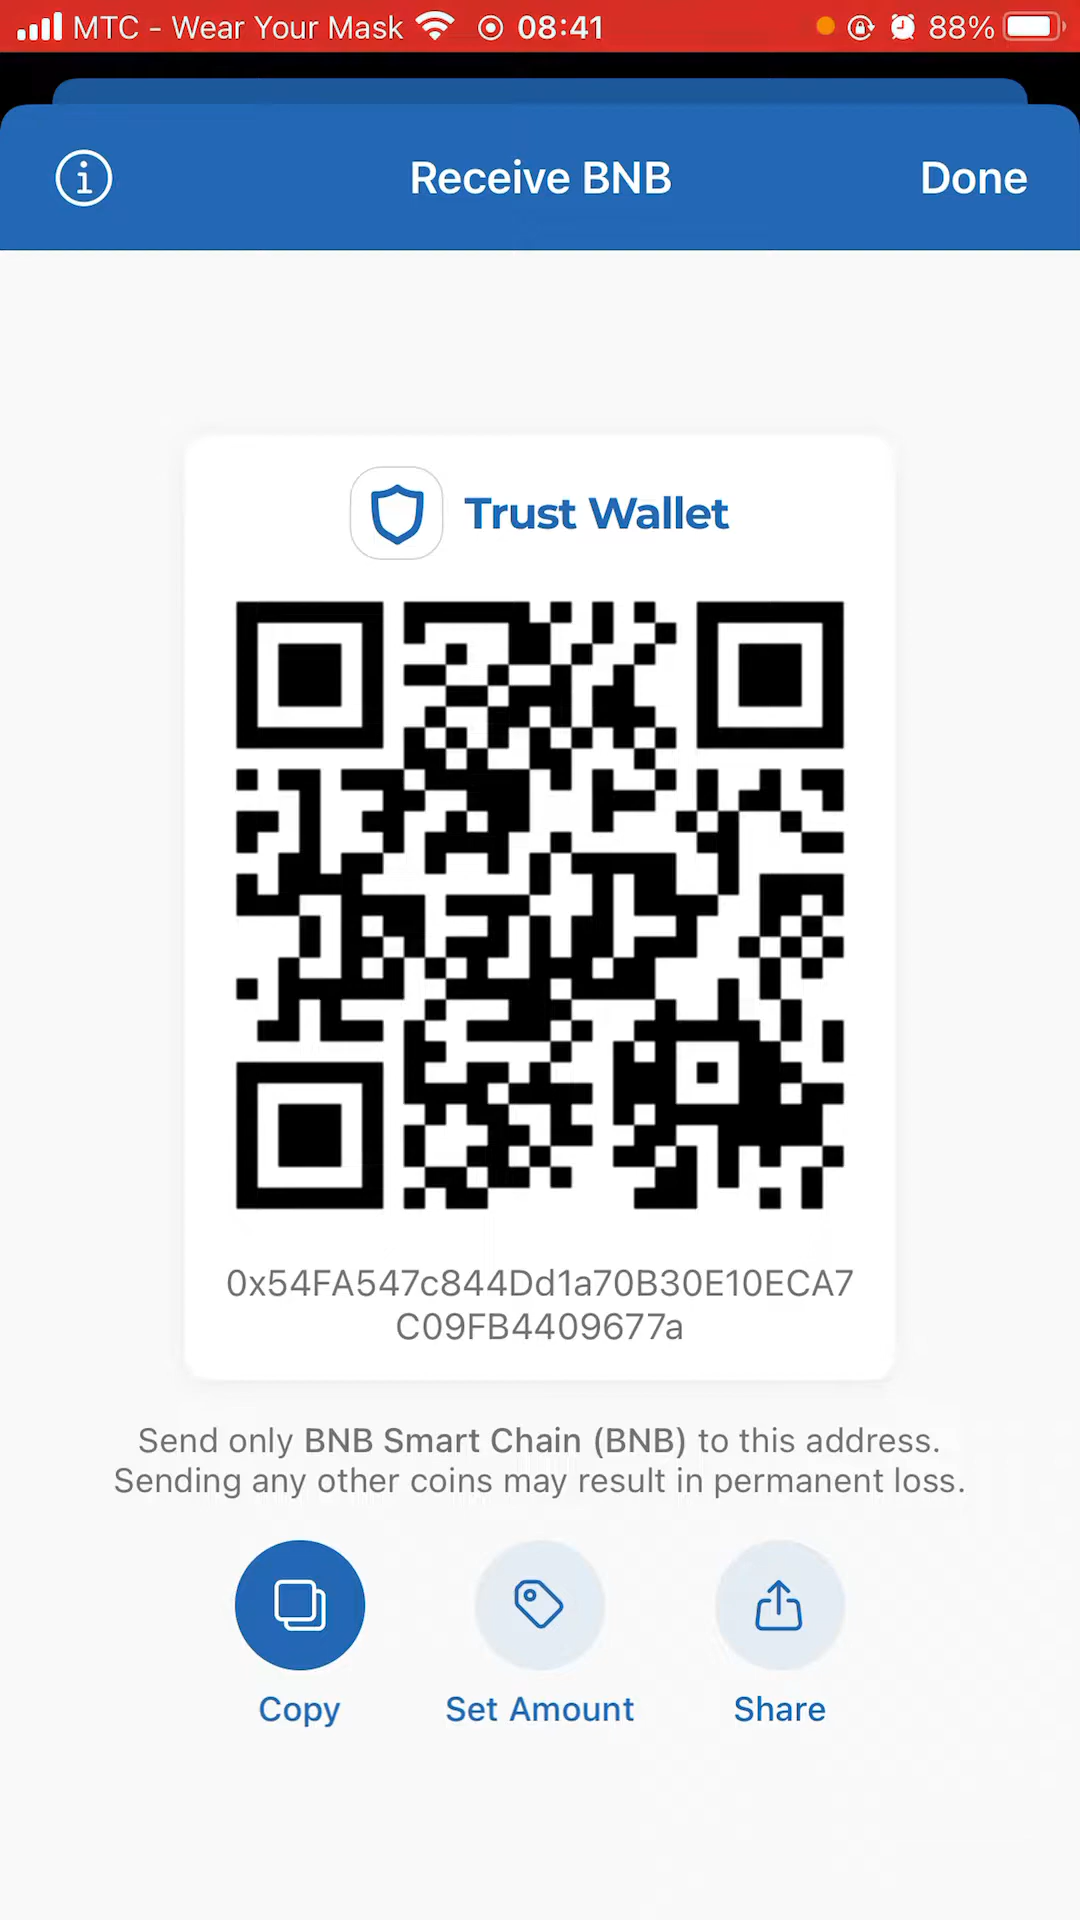 MTC - Wear Your Mask 08:41 88%
Receive BNB Done
Trust Wallet
0x54FA547c844Dd1a70B30E10ECA7
C09FB4409677a
Send only BNB Smart Chain (BNB) to this address.
Sending any other coins may result in permanent loss.
Copy Set Amount Share